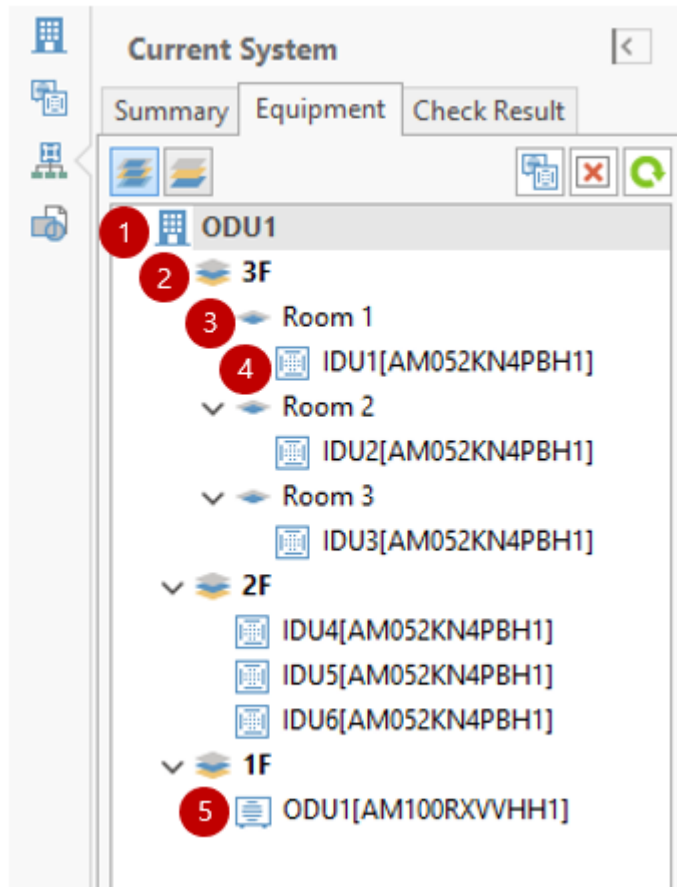 Current System
Summary Equipment Check Result
1 ODU1
2 3F
3 Room 1
4 IDU1[AM052KN4PBH1]
Room 2
IDU2[AM052KN4PBH1]
Room 3
IDU3[AM052KN4PBH1]
2F
IDU4[AM052KN4PBH1]
IDU5[AM052KN4PBH1]
IDU6[AM052KN4PBH1]
1F
5 ODU1[AM100RXVVHH1]